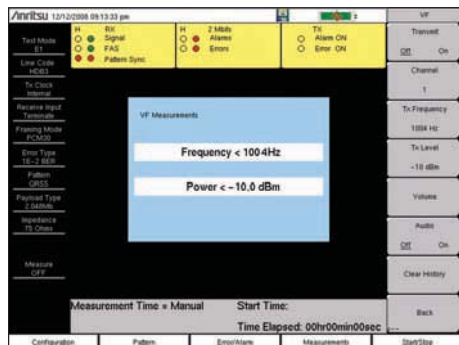 /Inritsu 12/12/2008 09:13:33 pm
VF
Test Mode
E1
Line Code
HDB3
Tx Clock
Internal
Receive Input
Terminate
Framing Mode
PCM30
Error Type
1E-2 BER
Pattern
QRSS
Payload Type
2.048Mb
Impedance
75 Ohms
Measure
OFF
H RX
Signal
FAS
Pattern Sync
H 2 Mbits
Alarms
Errors
TX
Alarm ON
Error ON
VF Measurements
Frequency < 1004Hz
Power < -10.0 dBm
Measurement Time = Manual Start Time:
Time Elapsed: 00hr00min00sec
Transmit
Off On
Channel
1
Tx Frequency
1004 Hz
Tx Level
-10 dBm
Volume
Audio
Off On
Clear History
Back
Configuration Pattern Error/Alarm Measurements Start/Stop